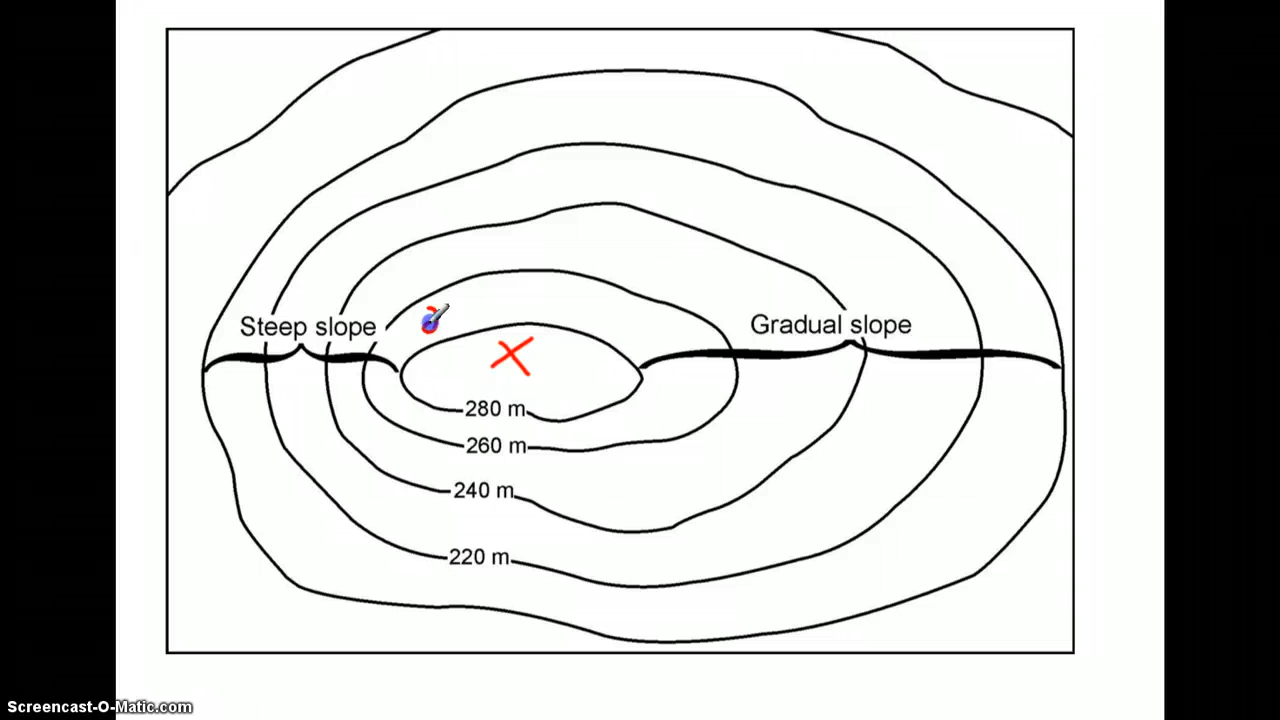 Steep slope
Gradual slope
280 m
260 m
240 m
220 m
Screencast-O-Matic.com